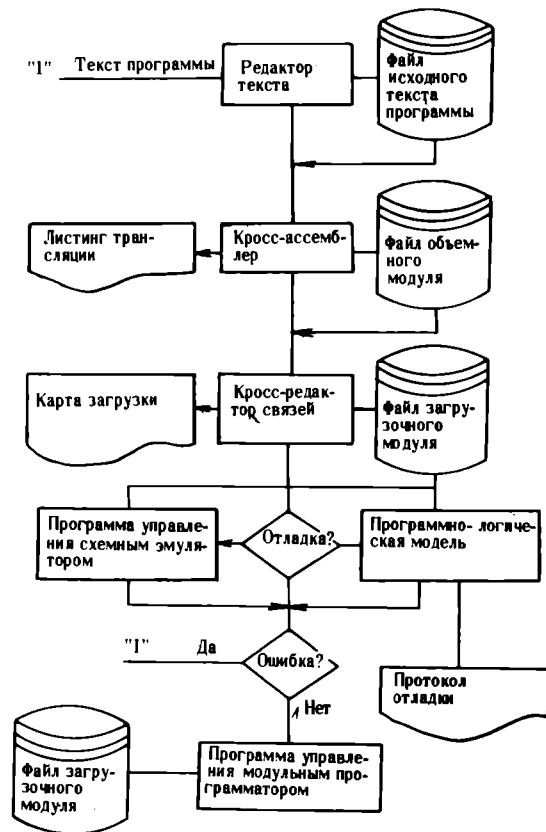 "1"
Текст программы
Редактор
текста
Файл
исходного
текста
программы
Листинг тран-
сляции
Кросс-ассемб-
лер
Файл объем-
ного
модуля
Карта загрузки
Кросс-редак-
тор связей
Файл загру-
зочного
модуля
Программа управле-
ния схемным эмуля-
тором
Отладка?
Программно-логиче-
ская модель
"1"
Да
Ошибка?
Нет
Протокол
отладки
Файл загру-
зочного
модуля
Программа управле-
ния модульным про-
грамматором